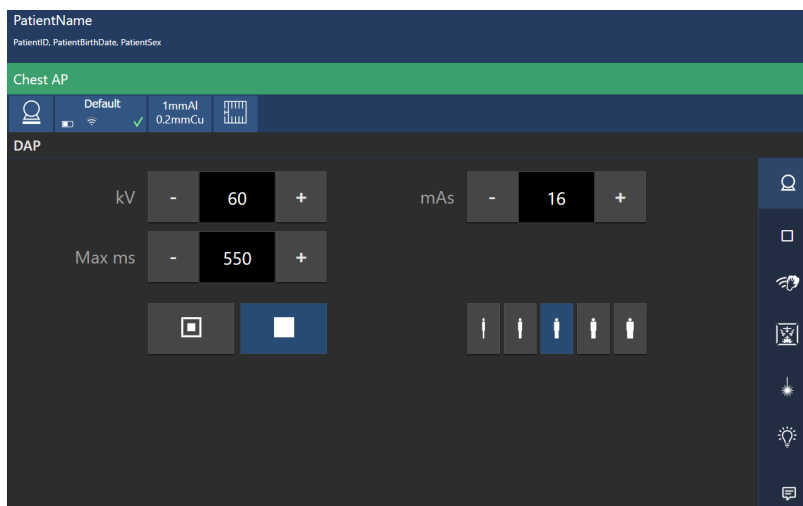 PatientName
PatientID, PatientBirthDate, PatientSex
Chest AP
Default
1mmAl
0.2mmCu
DAP
kV - 60 + mAs - 16 +
Max ms - 550 +